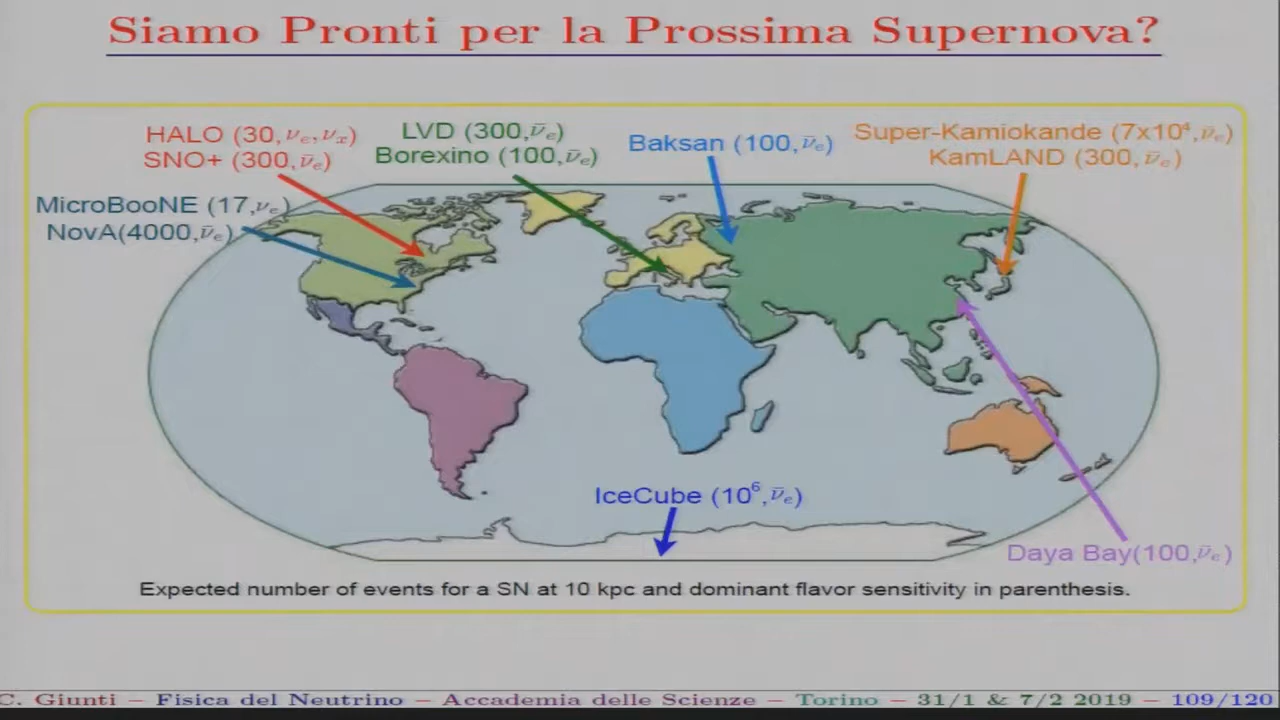 Siamo Pronti per la Prossima Supernova?
HALO (30, νₑ, νₓ)
SNO+ (300, ν̄ₑ)
LVD (300, ν̄ₑ)
Borexino (100, ν̄ₑ)
Baksan (100, ν̄ₑ)
Super-Kamiokande (7x10⁴, ν̄ₑ)
KamLAND (300, ν̄ₑ)
MicroBooNE (17, νₑ)
NovA(4000, ν̄ₑ)
IceCube (10⁶, ν̄ₑ)
Daya Bay(100, ν̄ₑ)
Expected number of events for a SN at 10 kpc and dominant flavor sensitivity in parenthesis.
C. Giunti – Fisica del Neutrino – Accademia delle Scienze – Torino – 31/1 & 7/2 2019 – 109/120